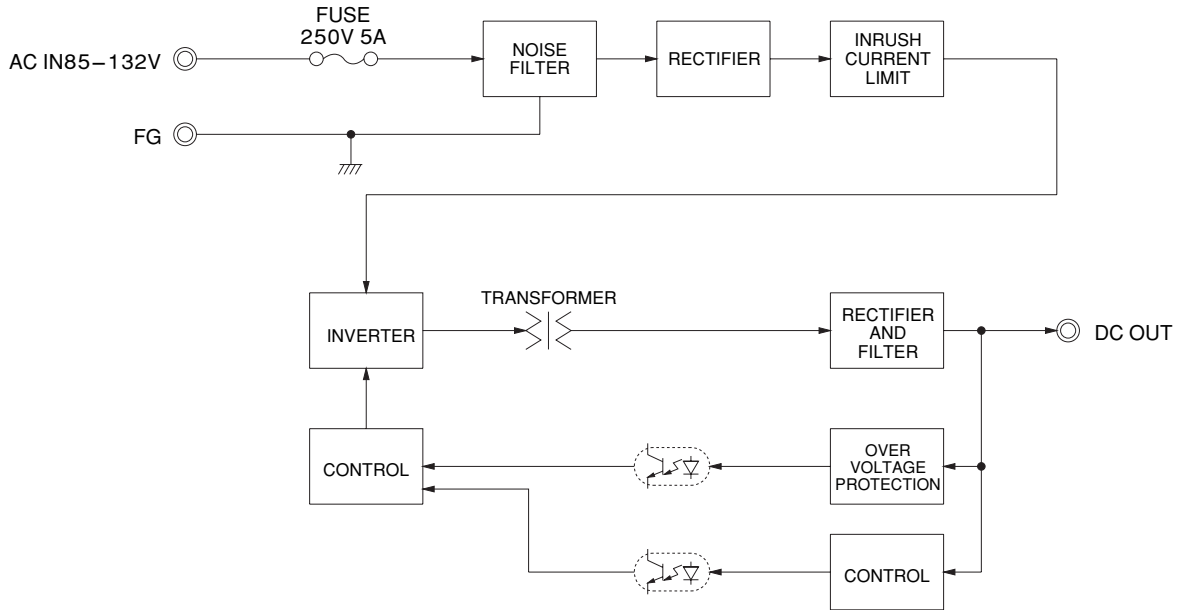 FUSE
250V 5A
AC IN85−132V
NOISE
FILTER
RECTIFIER
INRUSH
CURRENT
LIMIT
FG
TRANSFORMER
INVERTER
RECTIFIER
AND
FILTER
DC OUT
CONTROL
OVER
VOLTAGE
PROTECTION
CONTROL